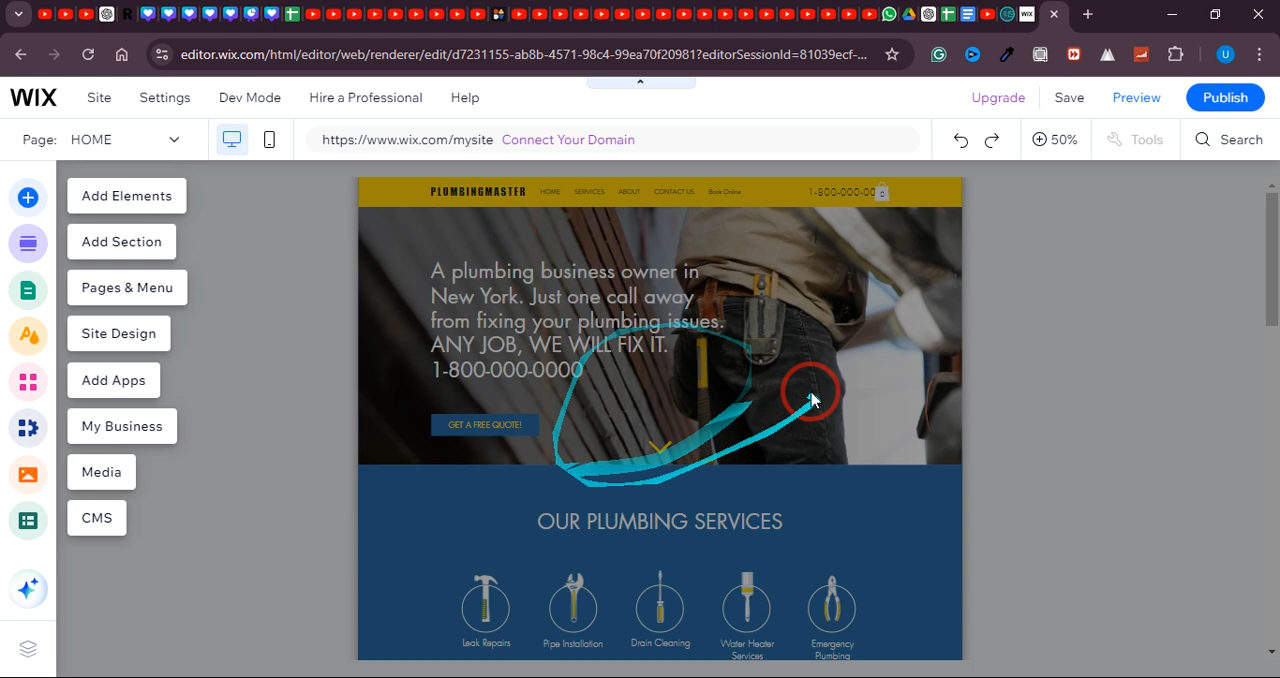 editor.wix.com/html/editor/web/renderer/edit/d7231155-ab8b-4571-98c4-99ea70f20981?editorSessionId=81039ecf-...
WIX Site Settings Dev Mode Hire a Professional Help Upgrade Save Preview Publish
Page: HOME https://www.wix.com/mysite Connect Your Domain 50% Tools Search
Add Elements
Add Section
Pages & Menu
Site Design
Add Apps
My Business
Media
CMS
PLUMBINGMASTER HOME SERVICES ABOUT CONTACT US Book Online 1-800-000-00
A plumbing business owner in
New York. Just one call away
from fixing your plumbing issues.
ANY JOB, WE WILL FIX IT.
1-800-000-0000
GET A FREE QUOTE!
OUR PLUMBING SERVICES
Leak Repairs Pipe Installation Drain Cleaning Water Heater Emergency
Services Plumbing